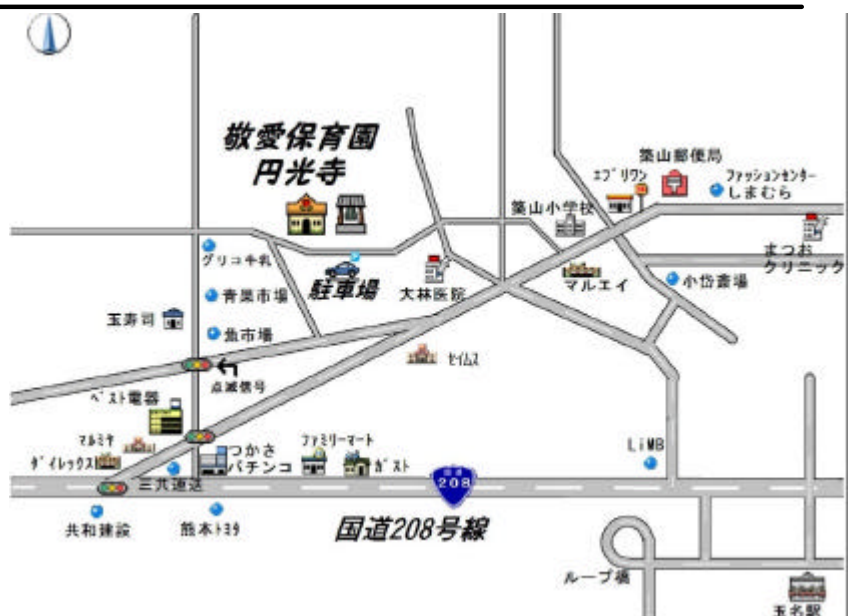 敬愛保育園
円光寺
築山郵便局
エブリワン
ファッションセンター
しまむら
築山小学校
まつお
クリニック
グリコ牛乳
駐車場
大林医院
マルエイ
小岱斎場
青果市場
玉寿司
魚市場
点滅信号
セイムス
ベスト電器
マルミヤ
ダイレックス
つかさ
パチンコ
ファミリーマート
ガスト
LiMB
三共運送
国道
208
共和建設
熊本トヨタ
国道208号線
ループ橋
玉名駅